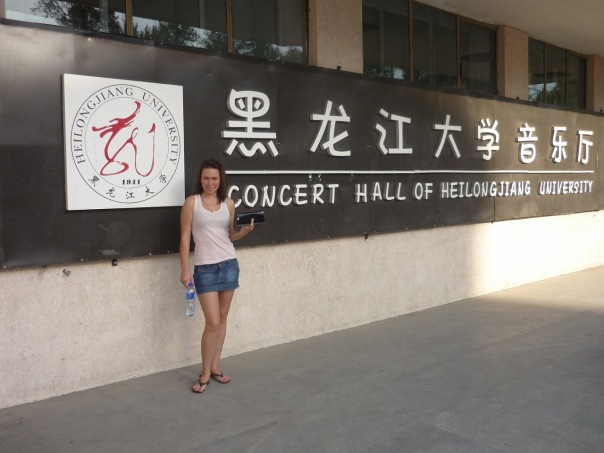 HEILONGJIANG UNIVERSITY
1941
黑龙江大学
黑龙江大学音乐厅
CONCERT HALL OF HEILONGJIANG UNIVERSITY